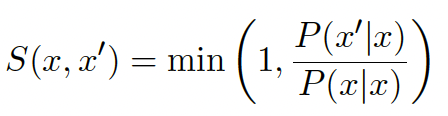 S(x, x′) = min (1, P(x′|x) / P(x|x))